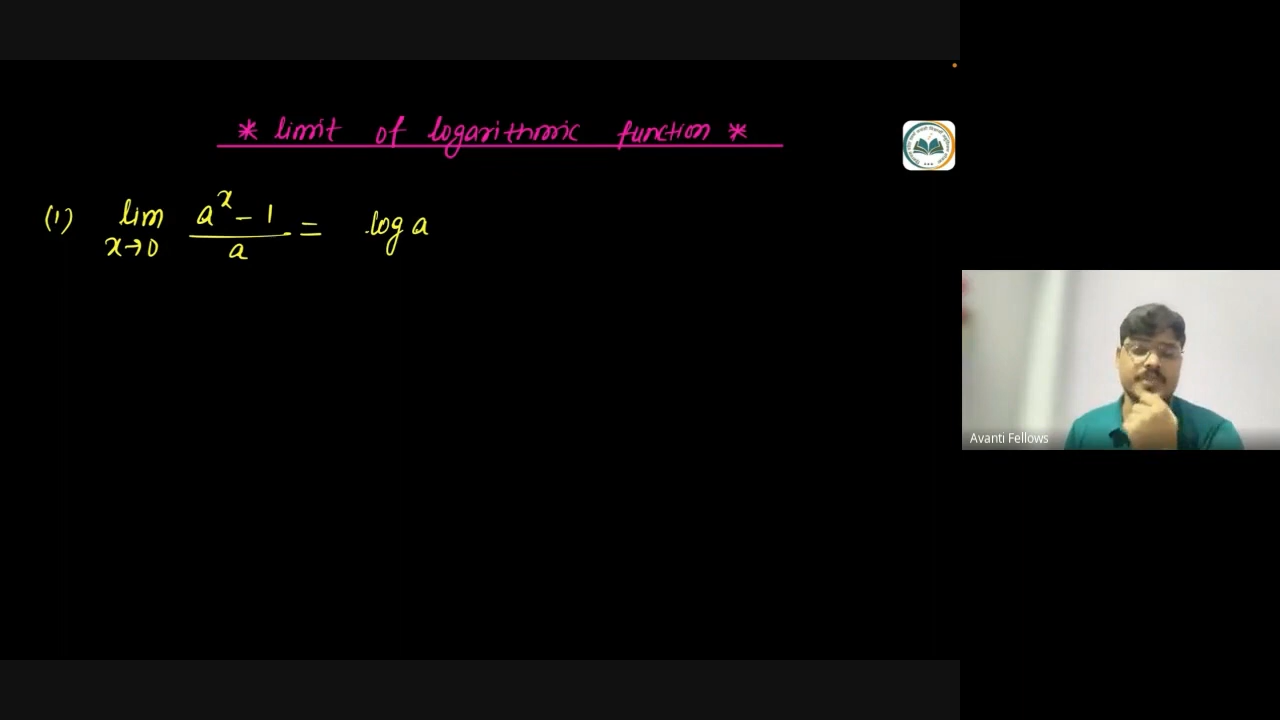 * limit of logarithmic function *
(1) lim x→0 a^x - 1 / a = log a
Avanti Fellows